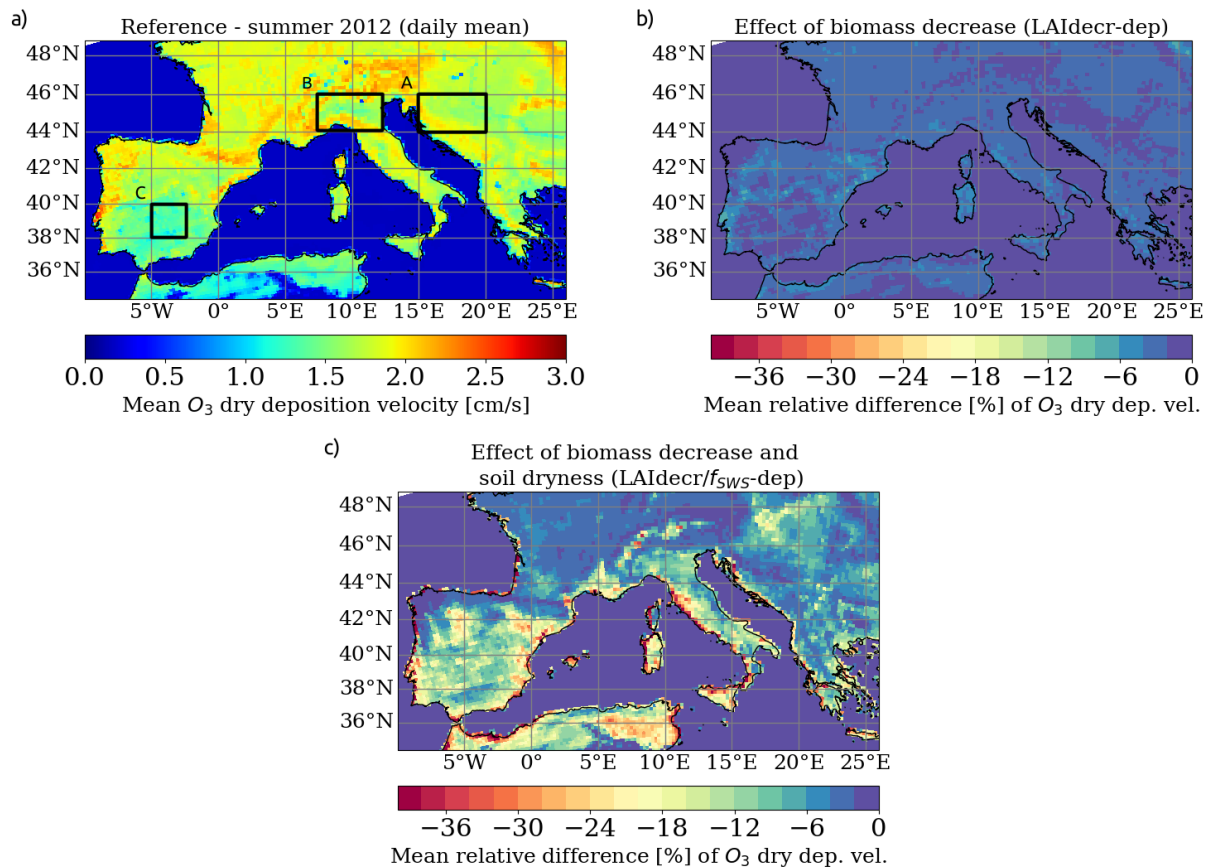 a)
Reference - summer 2012 (daily mean)
B
A
C
48°N
46°N
44°N
42°N
40°N
38°N
36°N
5°W 0° 5°E 10°E 15°E 20°E 25°E
0.0 0.5 1.0 1.5 2.0 2.5 3.0
Mean O₃ dry deposition velocity [cm/s]
b)
Effect of biomass decrease (LAIdecr-dep)
48°N
46°N
44°N
42°N
40°N
38°N
36°N
5°W 0° 5°E 10°E 15°E 20°E 25°E
−36 −30 −24 −18 −12 −6 0
Mean relative difference [%] of O₃ dry dep. vel.
c)
Effect of biomass decrease and
soil dryness (LAIdecr/f_SWS-dep)
48°N
46°N
44°N
42°N
40°N
38°N
36°N
5°W 0° 5°E 10°E 15°E 20°E 25°E
−36 −30 −24 −18 −12 −6 0
Mean relative difference [%] of O₃ dry dep. vel.